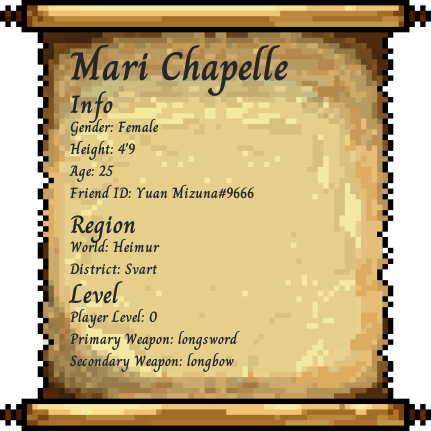 Mari Chapelle
Info
Gender: Female
Height: 4'9
Age: 25
Friend ID: Yuan Mizuna#9666
Region
World: Heimur
District: Svart
Level
Player Level: 0
Primary Weapon: longsword
Secondary Weapon: longbow